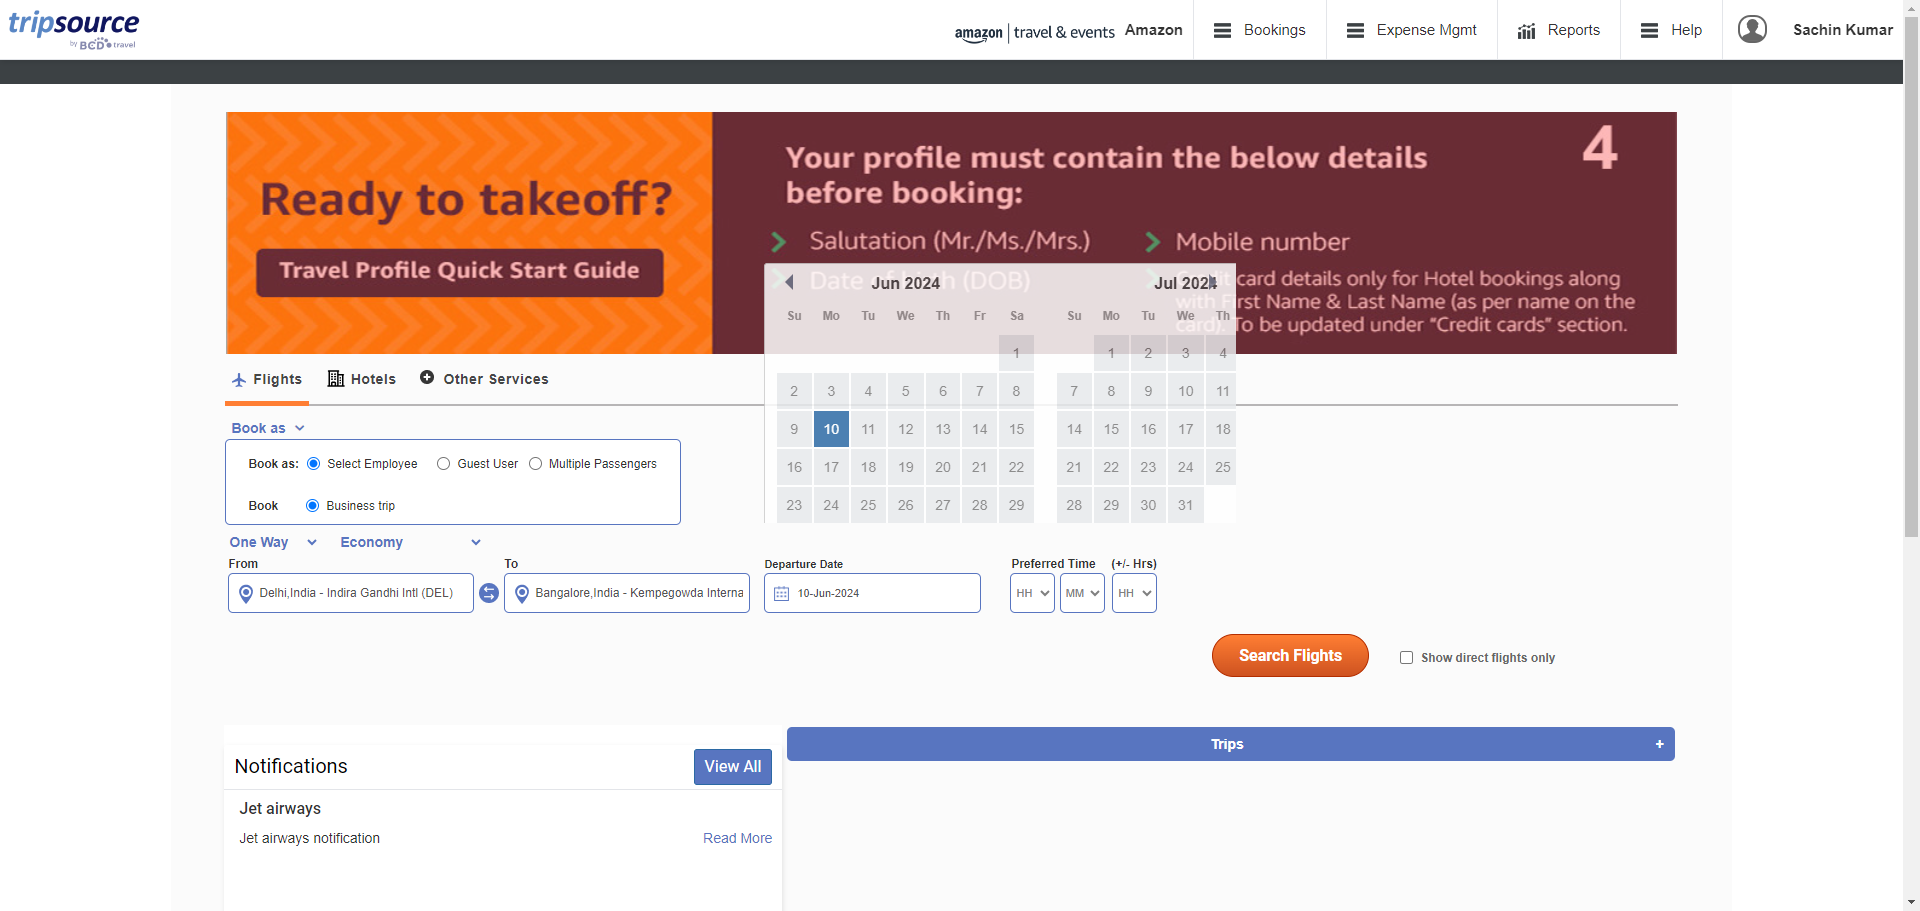 tripsource
by BCD travel
amazon | travel & events Amazon Bookings Expense Mgmt Reports Help Sachin Kumar
Ready to takeoff?
Travel Profile Quick Start Guide
Your profile must contain the below details
before booking:
4
Salutation (Mr./Ms./Mrs.)
Date of birth (DOB)
Mobile number
Credit card details only for Hotel bookings along
with First Name & Last Name (as per name on the
card). To be updated under “Credit cards” section.
Jun 2024
Su Mo Tu We Th Fr Sa
1
2 3 4 5 6 7 8
9 10 11 12 13 14 15
16 17 18 19 20 21 22
23 24 25 26 27 28 29
Jul 2024
Su Mo Tu We Th
1 2 3 4
7 8 9 10 11
14 15 16 17 18
21 22 23 24 25
28 29 30 31
Flights Hotels Other Services
Book as
Book as: Select Employee Guest User Multiple Passengers
Book Business trip
One Way Economy
From To Departure Date Preferred Time (+/- Hrs)
Delhi,India - Indira Gandhi Intl (DEL) Bangalore,India - Kempegowda Interna 10-Jun-2024 HH MM HH
Search Flights Show direct flights only
Trips +
Notifications View All
Jet airways
Jet airways notification Read More